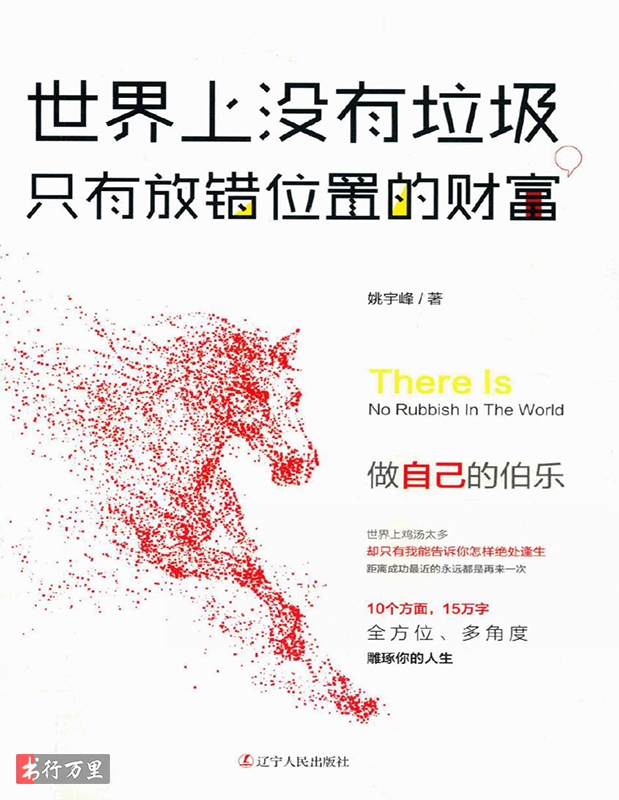 世界上没有垃圾
只有放错位置的财富
姚宇峰 / 著
There Is
No Rubbish In The World
做自己的伯乐
世界上鸡汤太多
却只有我能告诉你怎样绝处逢生
距离成功最近的永远都是再来一次
10个方面，15万字
全方位、多角度
雕琢你的人生
辽宁人民出版社
书行万里